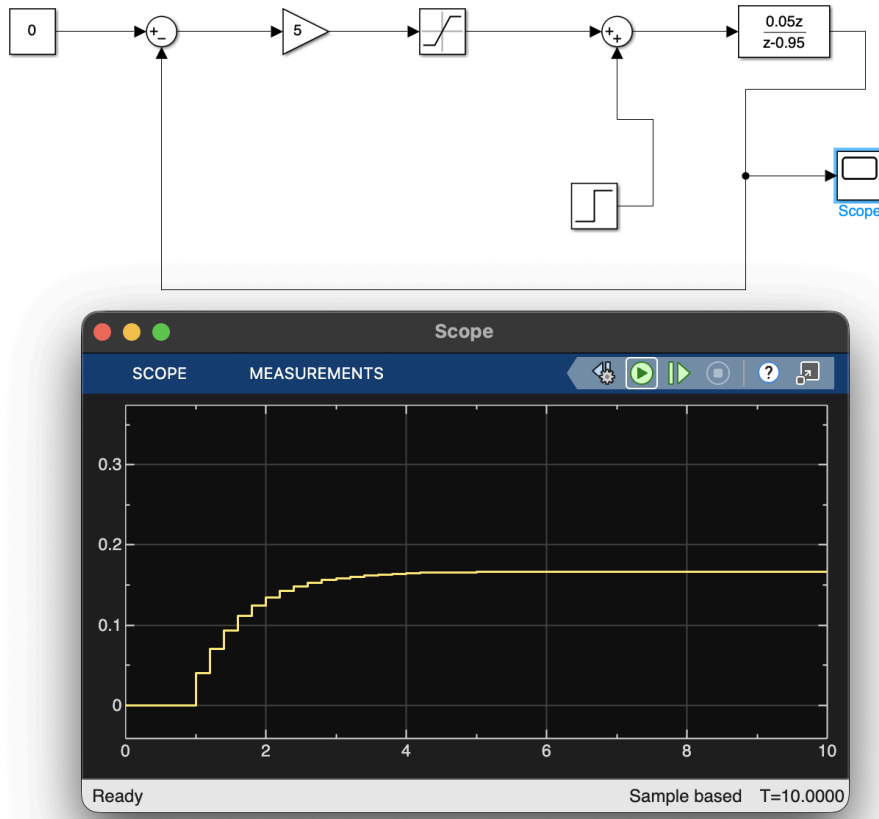 0
+
-
5
+
+
0.05z
z-0.95
Scope
Scope
SCOPE MEASUREMENTS
?
0.3
0.2
0.1
0
0 2 4 6 8 10
Ready Sample based T=10.0000